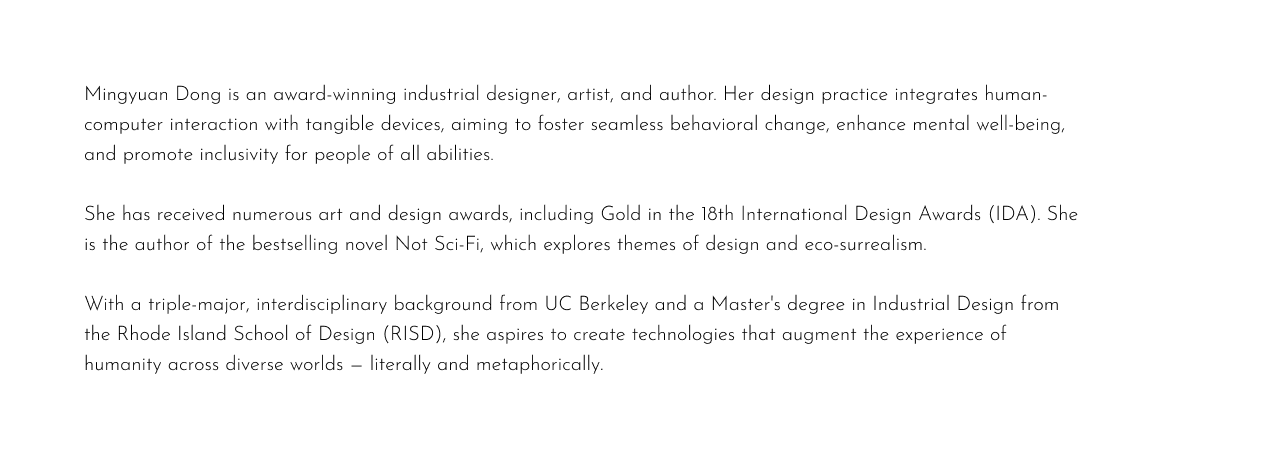 Mingyuan Dong is an award-winning industrial designer, artist, and author. Her design practice integrates human-
computer interaction with tangible devices, aiming to foster seamless behavioral change, enhance mental well-being,
and promote inclusivity for people of all abilities.
She has received numerous art and design awards, including Gold in the 18th International Design Awards (IDA). She
is the author of the bestselling novel Not Sci-Fi, which explores themes of design and eco-surrealism.
With a triple-major, interdisciplinary background from UC Berkeley and a Master's degree in Industrial Design from
the Rhode Island School of Design (RISD), she aspires to create technologies that augment the experience of
humanity across diverse worlds — literally and metaphorically.